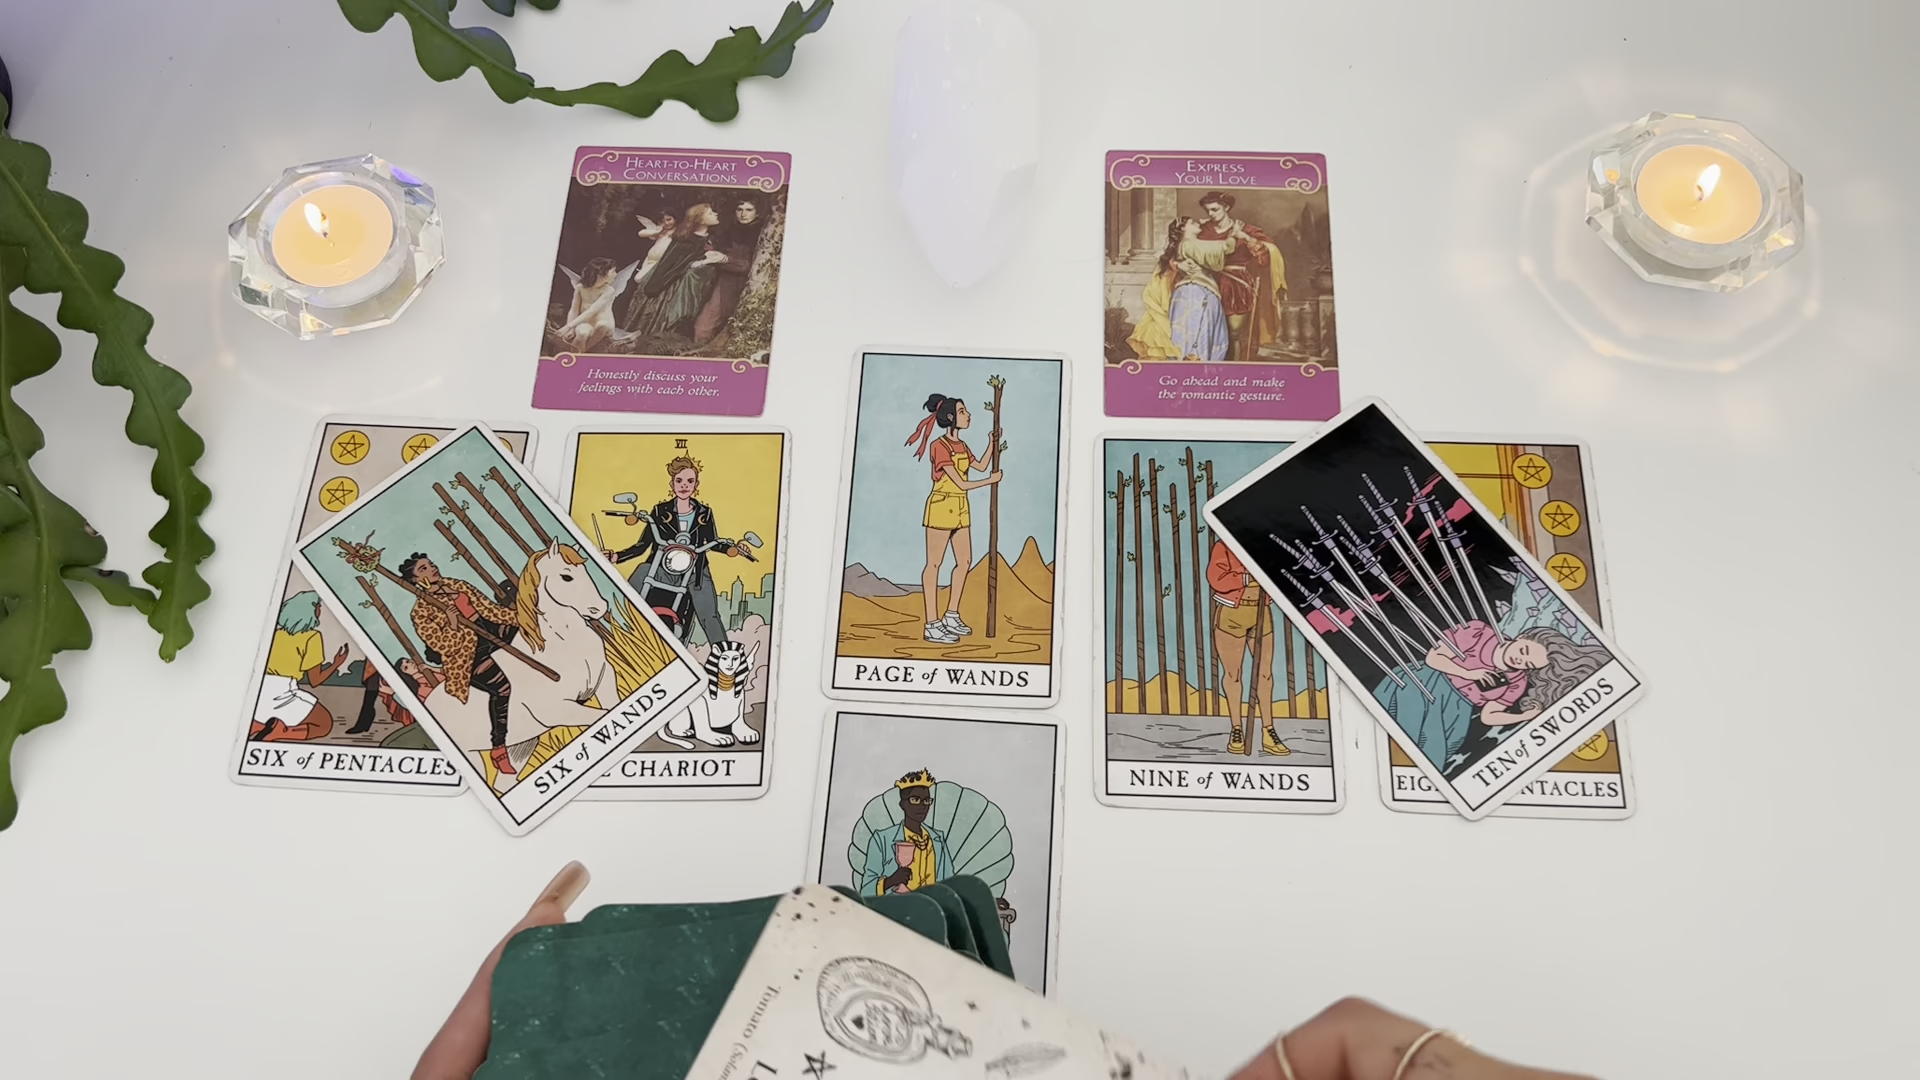 HEART-TO-HEART
CONVERSATIONS
Honestly discuss your
feelings with each other.
EXPRESS
YOUR LOVE
Go ahead and make
the romantic gesture.
VII
SIX of PENTACLES
SIX of WANDS
CHARIOT
PAGE of WANDS
NINE of WANDS
TEN of SWORDS
Tomato